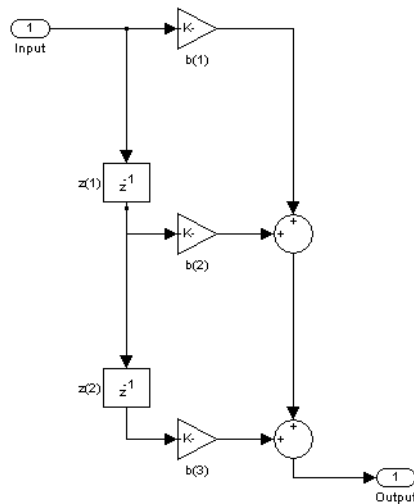 1
Input
K-
b(1)
z(1)
z-1
+
K-
+
b(2)
z(2)
z-1
+
K-
+
b(3)
1
Output